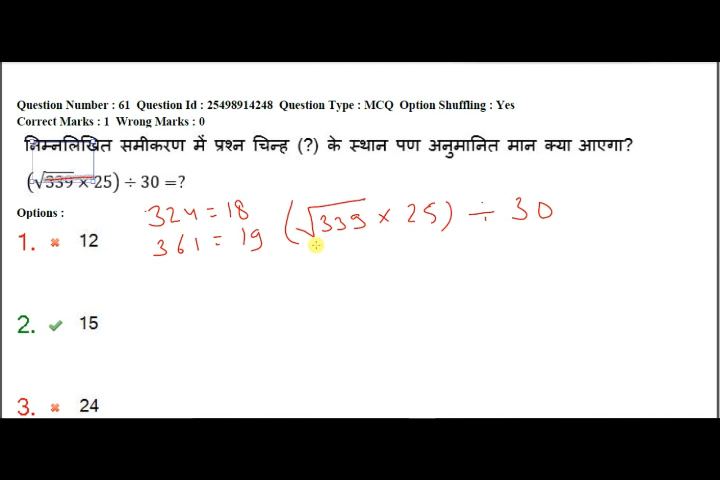 Question Number : 61 Question Id : 25498914248 Question Type : MCQ Option Shuffling : Yes
Correct Marks : 1 Wrong Marks : 0
निम्नलिखित समीकरण में प्रश्न चिन्ह (?) के स्थान पण अनुमानित मान क्या आएगा?
(√339 × 25) ÷ 30 =?
Options :
324 = 18
361 = 19
(√339 × 25) ÷ 30
1. 12
2. 15
3. 24